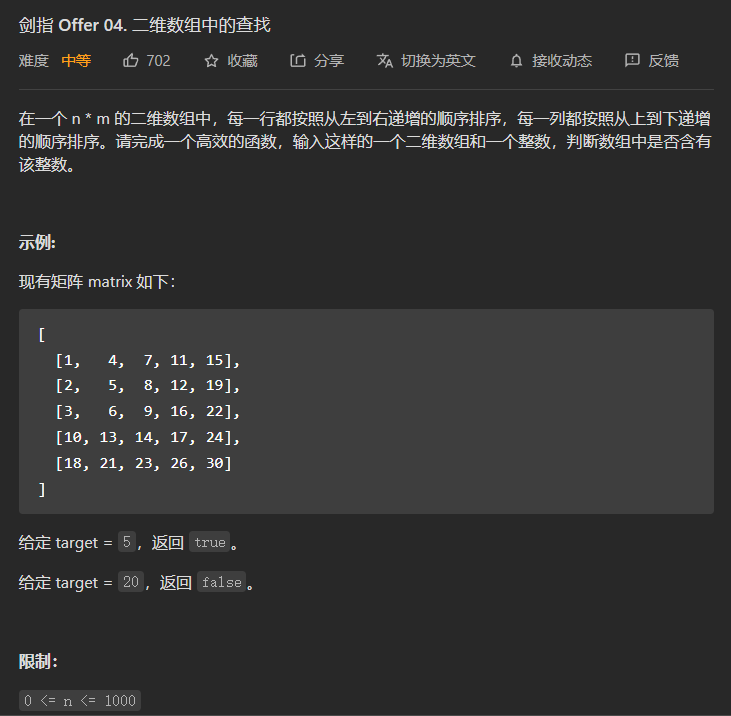 剑指 Offer 04. 二维数组中的查找
难度 中等 702 收藏 分享 切换为英文 接收动态 反馈
在一个 n * m 的二维数组中，每一行都按照从左到右递增的顺序排序，每一列都按照从上到下递增
的顺序排序。请完成一个高效的函数，输入这样的一个二维数组和一个整数，判断数组中是否含有
该整数。
示例:
现有矩阵 matrix 如下：
[
[1, 4, 7, 11, 15],
[2, 5, 8, 12, 19],
[3, 6, 9, 16, 22],
[10, 13, 14, 17, 24],
[18, 21, 23, 26, 30]
]
给定 target = 5，返回 true。
给定 target = 20，返回 false。
限制：
0 <= n <= 1000